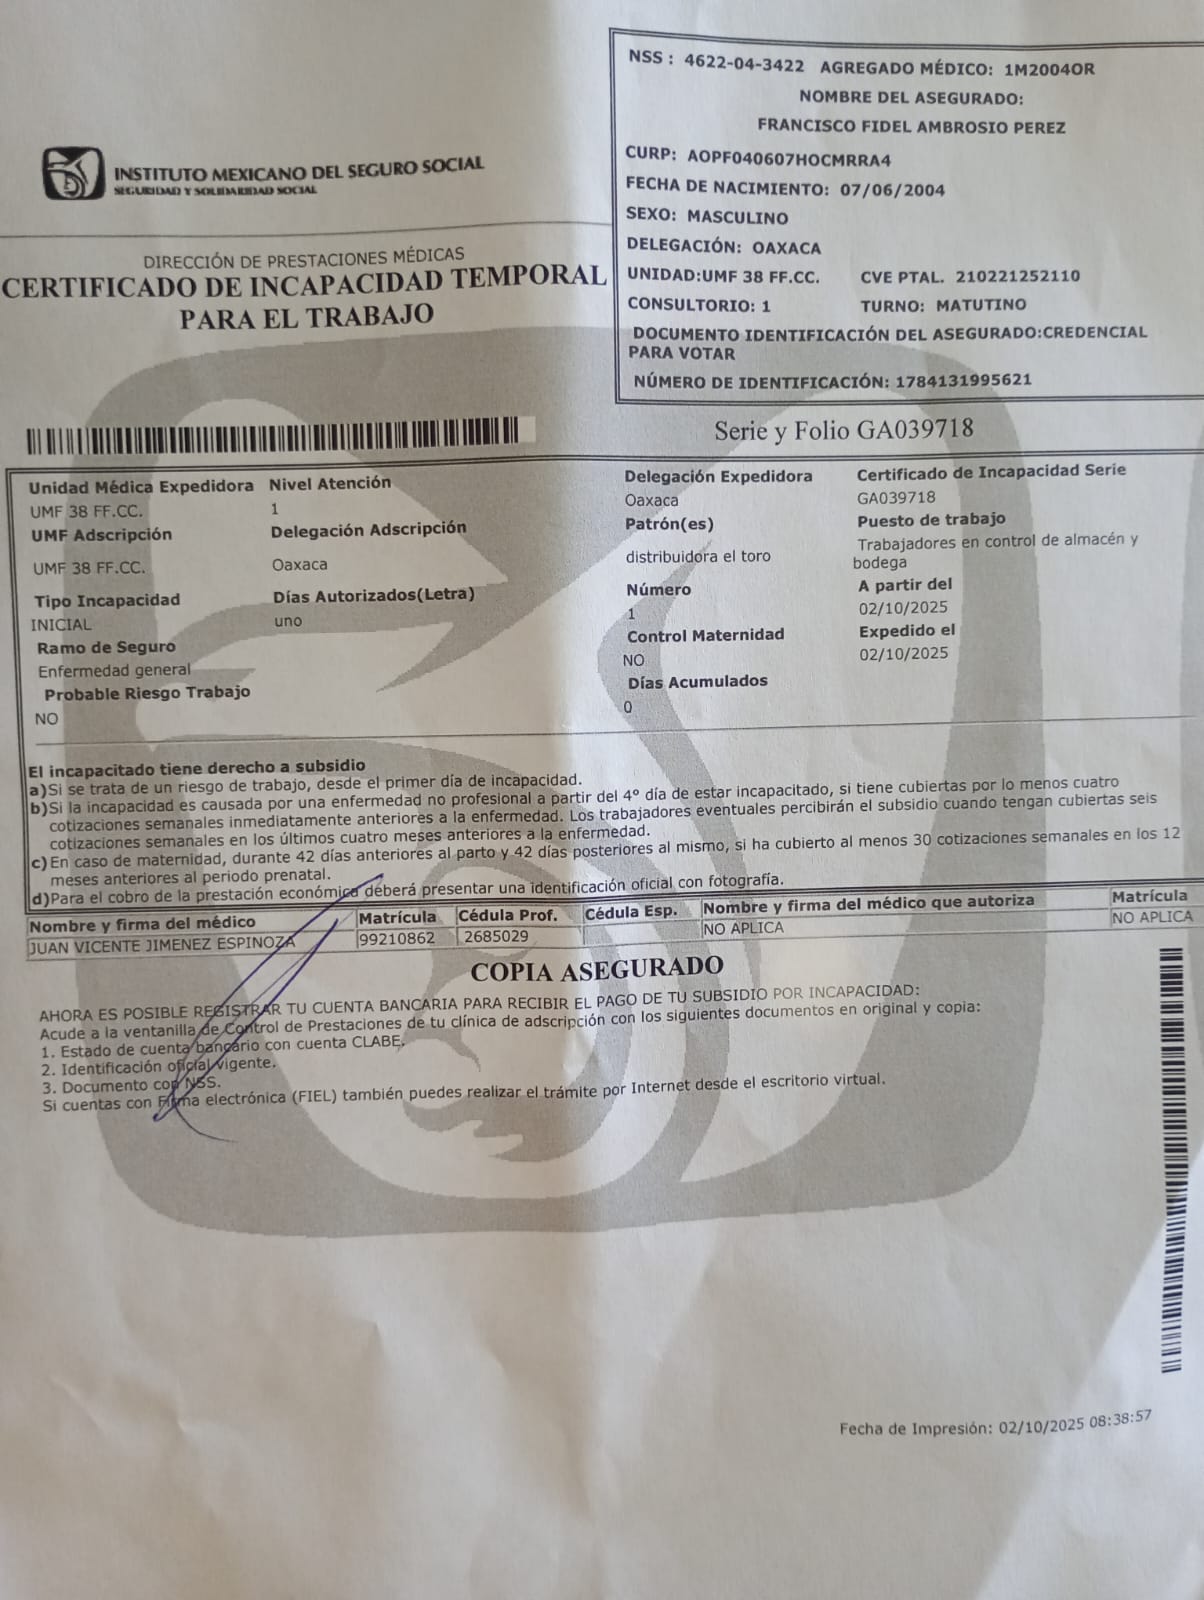 NSS : 4622-04-3422 AGREGADO MÉDICO: 1M2004OR
NOMBRE DEL ASEGURADO:
FRANCISCO FIDEL AMBROSIO PEREZ
CURP: AOPF040607HOCMRRA4
FECHA DE NACIMIENTO: 07/06/2004
SEXO: MASCULINO
DELEGACIÓN: OAXACA
UNIDAD:UMF 38 FF.CC. CVE PTAL. 210221252110
CONSULTORIO: 1 TURNO: MATUTINO
DOCUMENTO IDENTIFICACIÓN DEL ASEGURADO:CREDENCIAL
PARA VOTAR
NÚMERO DE IDENTIFICACIÓN: 1784131995621
INSTITUTO MEXICANO DEL SEGURO SOCIAL
SEGURIDAD Y SOLIDARIDAD SOCIAL
DIRECCIÓN DE PRESTACIONES MÉDICAS
CERTIFICADO DE INCAPACIDAD TEMPORAL
PARA EL TRABAJO
Serie y Folio GA039718
Unidad Médica Expedidora Nivel Atención Delegación Expedidora Certificado de Incapacidad Serie
UMF 38 FF.CC. 1 Oaxaca GA039718
UMF Adscripción Delegación Adscripción Patrón(es) Puesto de trabajo
UMF 38 FF.CC. Oaxaca distribuidora el toro Trabajadores en control de almacén y
bodega
Tipo Incapacidad Días Autorizados(Letra) Número A partir del
INICIAL uno 1 02/10/2025
Ramo de Seguro Control Maternidad Expedido el
Enfermedad general NO 02/10/2025
Probable Riesgo Trabajo Días Acumulados
NO 0
El incapacitado tiene derecho a subsidio
a)Si se trata de un riesgo de trabajo, desde el primer día de incapacidad.
b)Si la incapacidad es causada por una enfermedad no profesional a partir del 4º día de estar incapacitado, si tiene cubiertas por lo menos cuatro
cotizaciones semanales inmediatamente anteriores a la enfermedad. Los trabajadores eventuales percibirán el subsidio cuando tengan cubiertas seis
cotizaciones semanales en los últimos cuatro meses anteriores a la enfermedad.
c)En caso de maternidad, durante 42 días anteriores al parto y 42 días posteriores al mismo, si ha cubierto al menos 30 cotizaciones semanales en los 12
meses anteriores al periodo prenatal.
d)Para el cobro de la prestación económica deberá presentar una identificación oficial con fotografía.
Nombre y firma del médico Matrícula Cédula Prof. Cédula Esp. Nombre y firma del médico que autoriza Matrícula
JUAN VICENTE JIMENEZ ESPINOZA 99210862 2685029 NO APLICA NO APLICA
COPIA ASEGURADO
AHORA ES POSIBLE REGISTRAR TU CUENTA BANCARIA PARA RECIBIR EL PAGO DE TU SUBSIDIO POR INCAPACIDAD:
Acude a la ventanilla de Control de Prestaciones de tu clínica de adscripción con los siguientes documentos en original y copia:
1. Estado de cuenta bancario con cuenta CLABE.
2. Identificación oficial vigente.
3. Documento con NSS.
Si cuentas con Firma electrónica (FIEL) también puedes realizar el trámite por Internet desde el escritorio virtual.
Fecha de Impresión: 02/10/2025 08:38:57